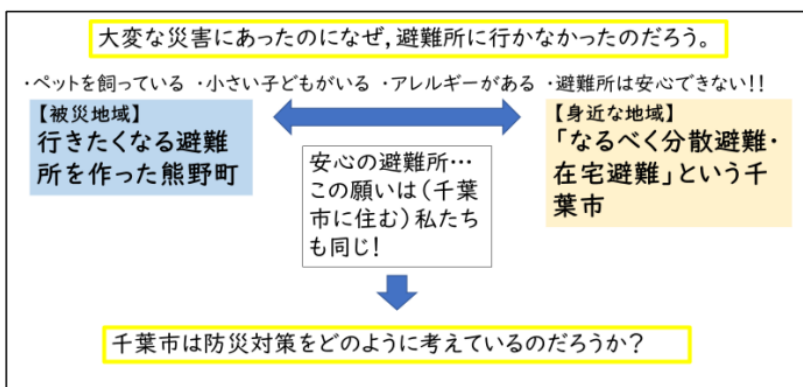 大変な災害にあったのになぜ,避難所に行かなかったのだろう。
・ペットを飼っている ・小さい子どもがいる ・アレルギーがある ・避難所は安心できない!!
【被災地域】
行きたくなる避難
所を作った熊野町
安心の避難所…
この願いは(千葉
市に住む)私たち
も同じ!
【身近な地域】
「なるべく分散避難・
在宅避難」という千
葉市
千葉市は防災対策をどのように考えているのだろうか?